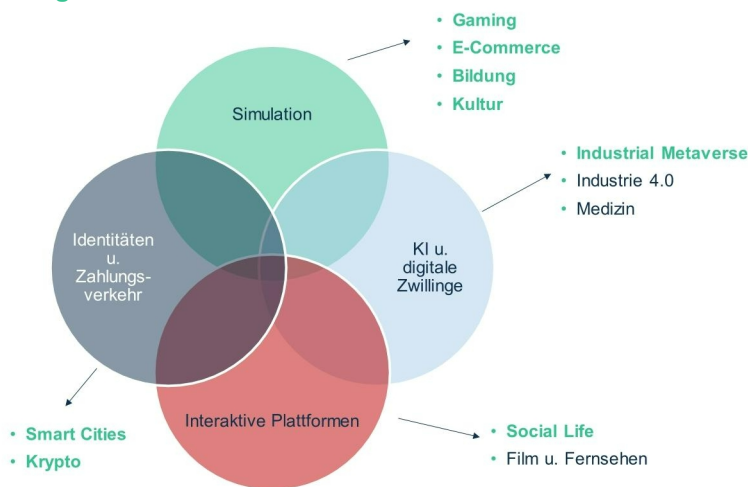 • Gaming
• E-Commerce
• Bildung
• Kultur
Simulation
• Industrial Metaverse
• Industrie 4.0
• Medizin
Identitäten
u.
Zahlungs-
verkehr
KI u.
digitale
Zwillinge
Interaktive Plattformen
• Smart Cities
• Krypto
• Social Life
• Film u. Fernsehen